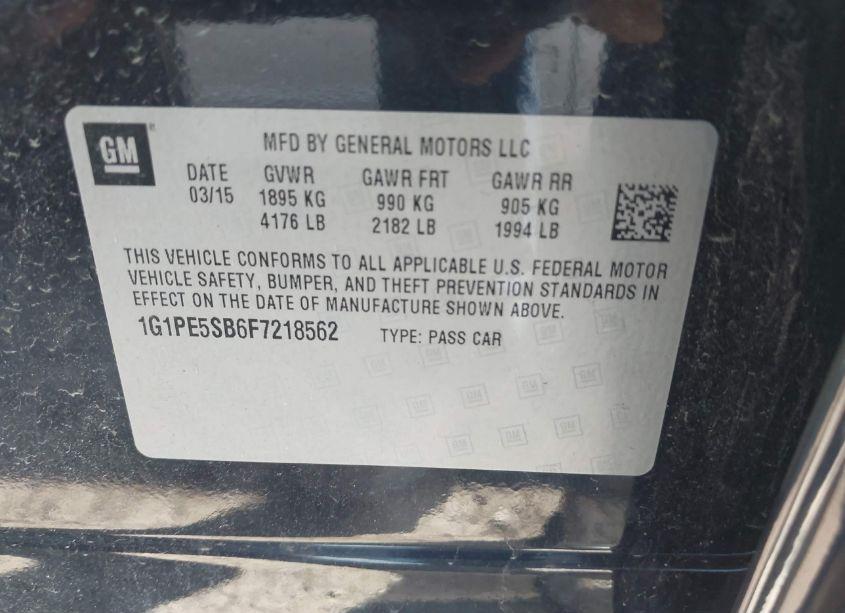 GM
MFD BY GENERAL MOTORS LLC
DATE GVWR GAWR FRT GAWR RR
03/15 1895 KG 990 KG 905 KG
4176 LB 2182 LB 1994 LB
THIS VEHICLE CONFORMS TO ALL APPLICABLE U.S. FEDERAL MOTOR
VEHICLE SAFETY, BUMPER, AND THEFT PREVENTION STANDARDS IN
EFFECT ON THE DATE OF MANUFACTURE SHOWN ABOVE.
1G1PE5SB6F7218562 TYPE: PASS CAR